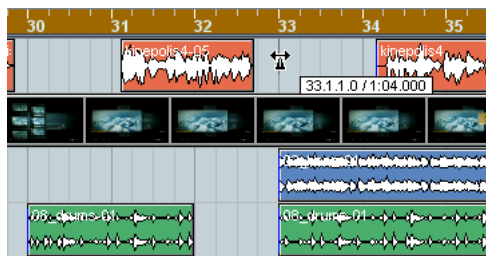 30 31 32 33 34 35
kinepolis4-05 kinepolis4
33.1.1.0 / 1:04.000
08_drums-01 08_drums-01